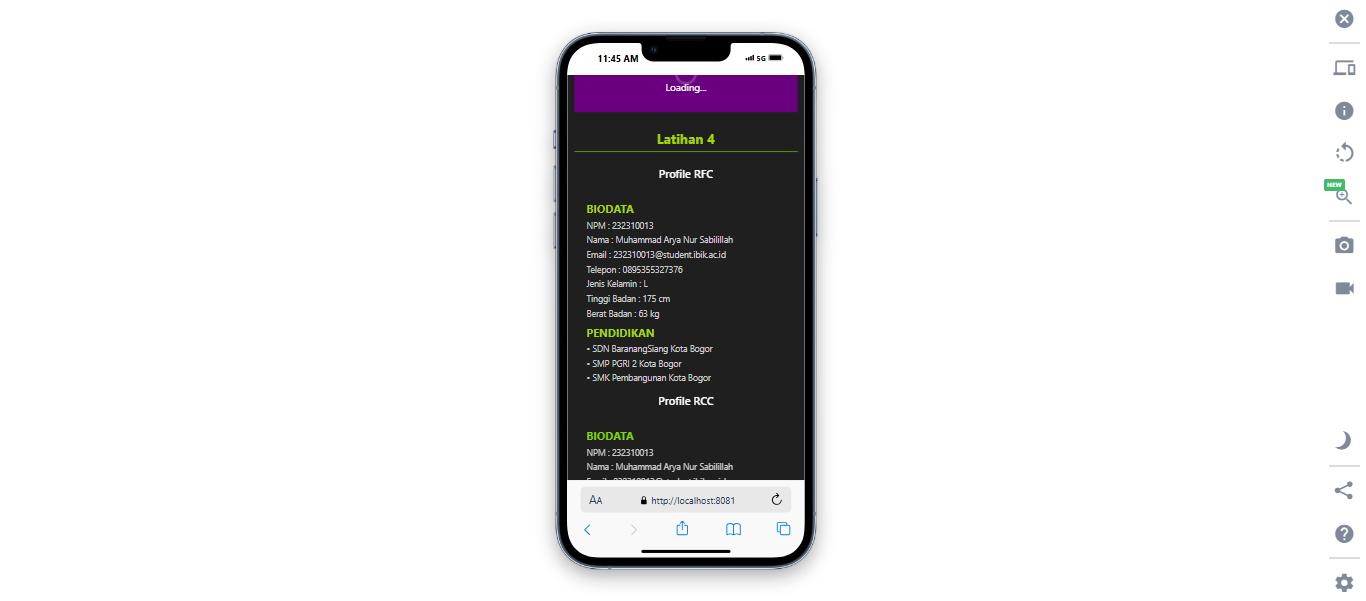 11:45 AM
5G
Loading...
Latihan 4
Profile RFC
BIODATA
NPM : 232310013
Nama : Muhammad Arya Nur Sabilillah
Email : 232310013@student.ibik.ac.id
Telepon : 0895355327376
Jenis Kelamin : L
Tinggi Badan : 175 cm
Berat Badan : 63 kg
PENDIDIKAN
- SDN BaranangSiang Kota Bogor
- SMP PGRI 2 Kota Bogor
- SMK Pembangunan Kota Bogor
Profile RCC
BIODATA
NPM : 232310013
Nama : Muhammad Arya Nur Sabilillah
AA
http://localhost:8081
NEW